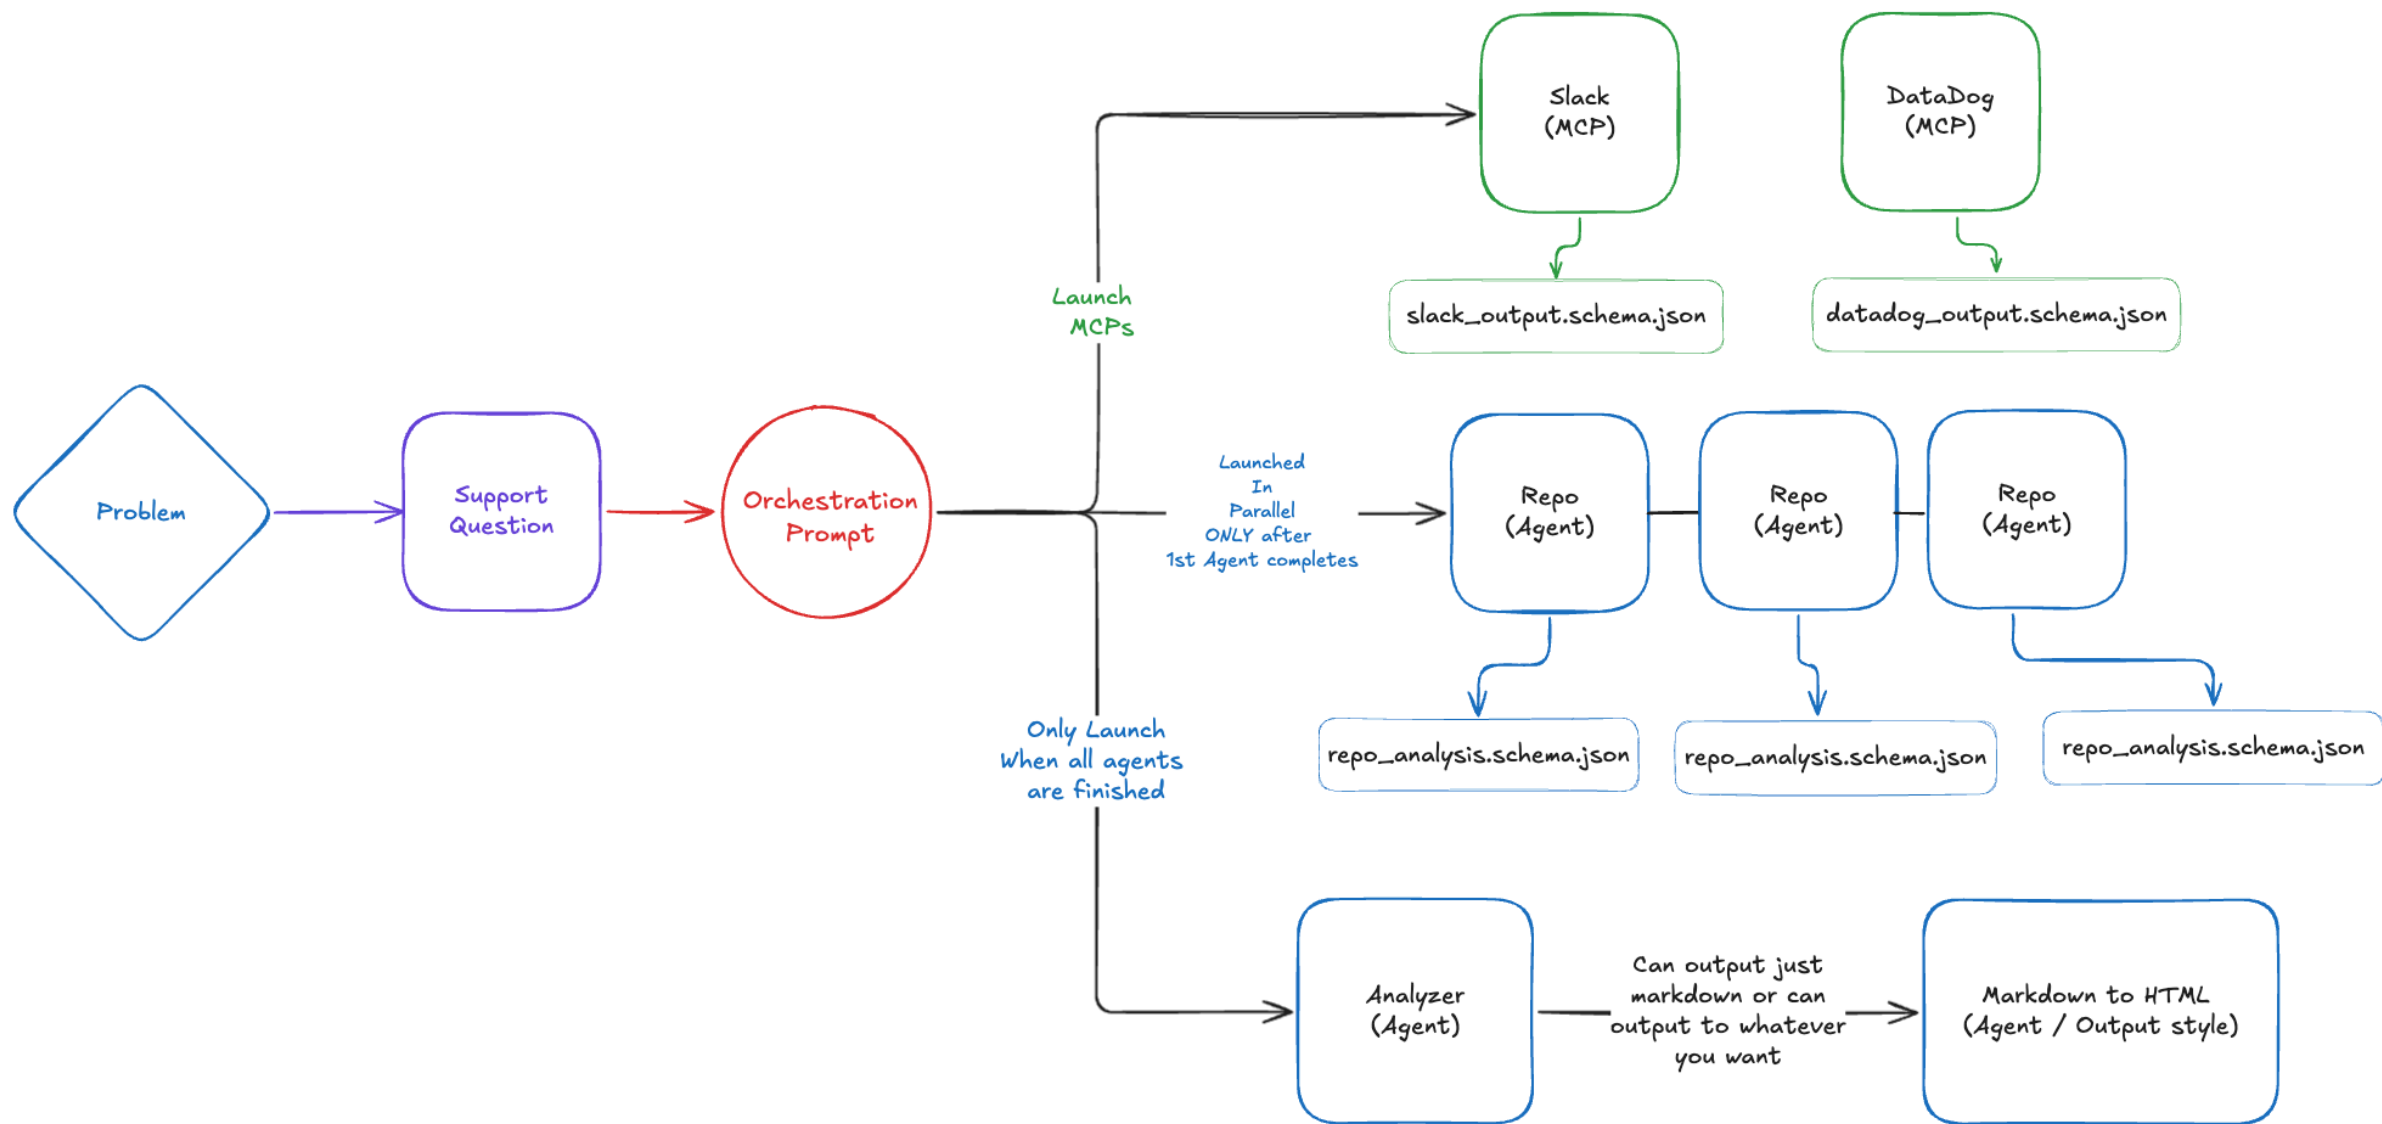 Slack
(MCP)
DataDog
(MCP)
Launch
MCPs
slack_output.schema.json
datadog_output.schema.json
Problem
Support
Question
Orchestration
Prompt
Launched
In
Parallel
ONLY after
1st Agent completes
Repo
(Agent)
Repo
(Agent)
Repo
(Agent)
Only Launch
When all agents
are finished
repo_analysis.schema.json
repo_analysis.schema.json
repo_analysis.schema.json
Analyzer
(Agent)
Can output just
markdown or can
output to whatever
you want
Markdown to HTML
(Agent / Output style)